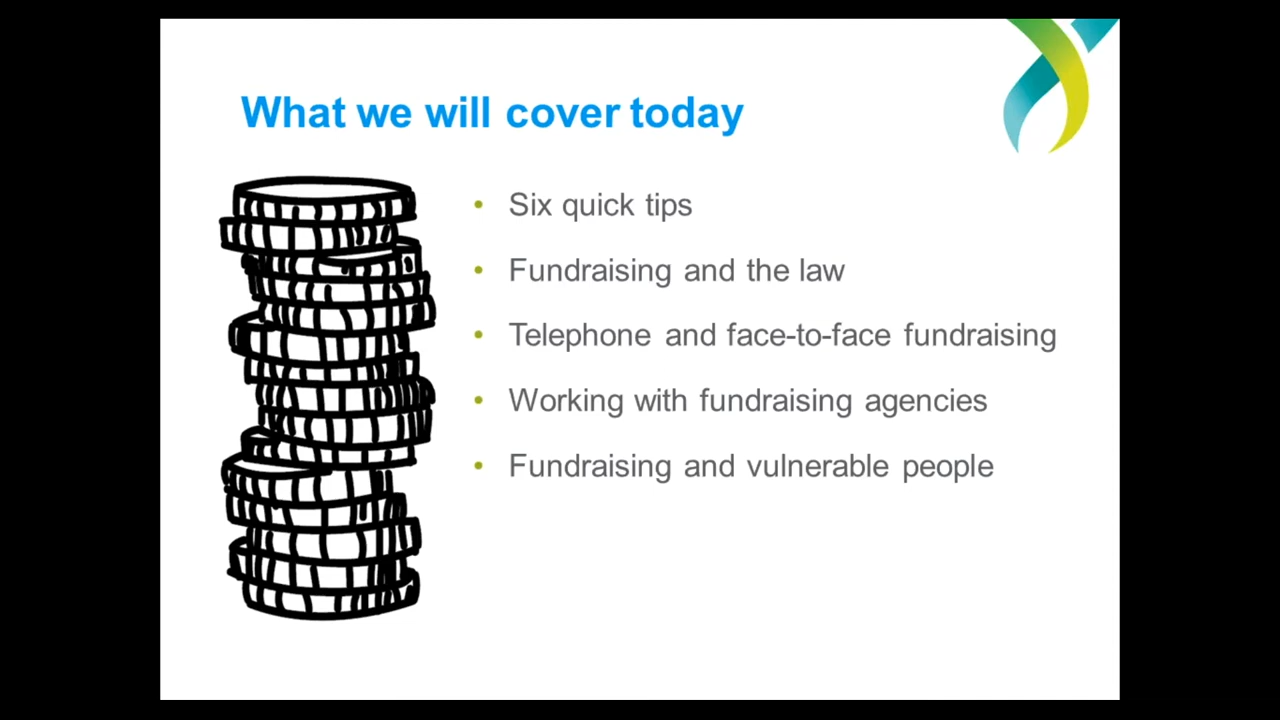 What we will cover today
• Six quick tips
• Fundraising and the law
• Telephone and face-to-face fundraising
• Working with fundraising agencies
• Fundraising and vulnerable people